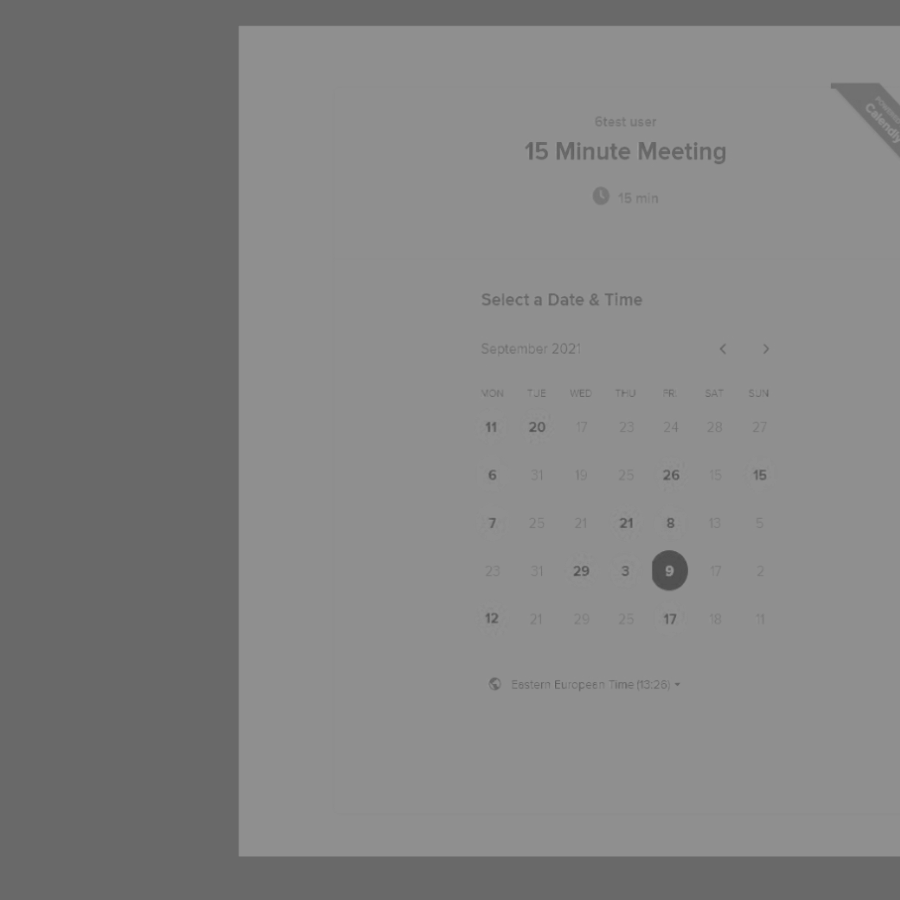 POWERED BY
Calendly
6test user
15 Minute Meeting
15 min
Select a Date & Time
September 2021
MON TUE WED THU FRI SAT SUN
11 20 17 23 24 28 27
6 31 19 25 26 15 15
7 25 21 21 8 13 5
23 31 29 3 9 17 2
12 21 29 25 17 18 11
Eastern European Time (13:26)